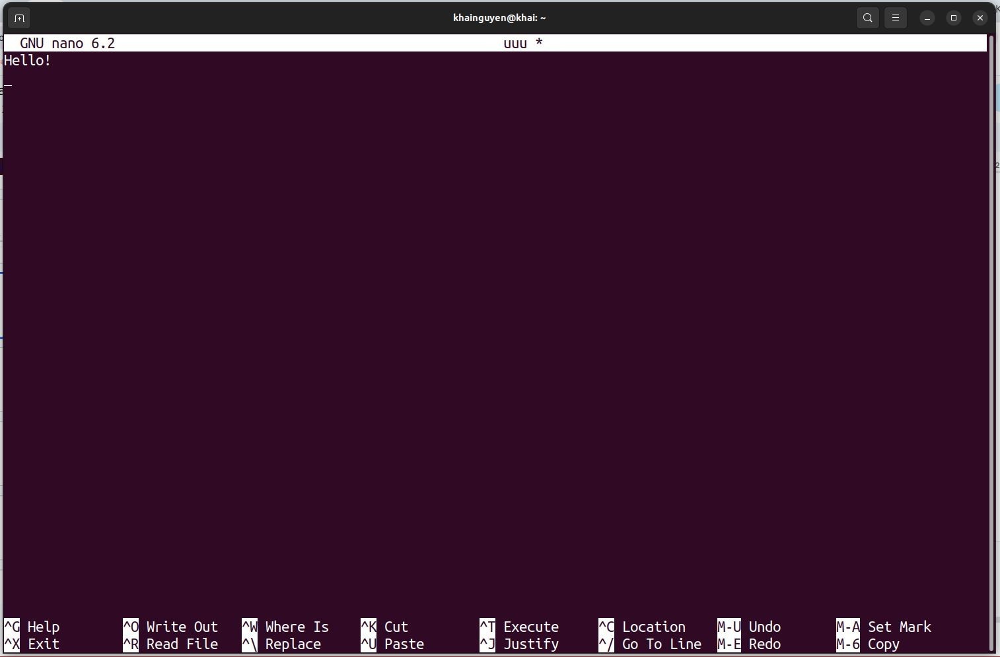 khainguyen@khai: ~
GNU nano 6.2 uuu *
Hello!
^G Help ^O Write Out ^W Where Is ^K Cut ^T Execute ^C Location M-U Undo M-A Set Mark
^X Exit ^R Read File ^\ Replace ^U Paste ^J Justify ^/ Go To Line M-E Redo M-6 Copy